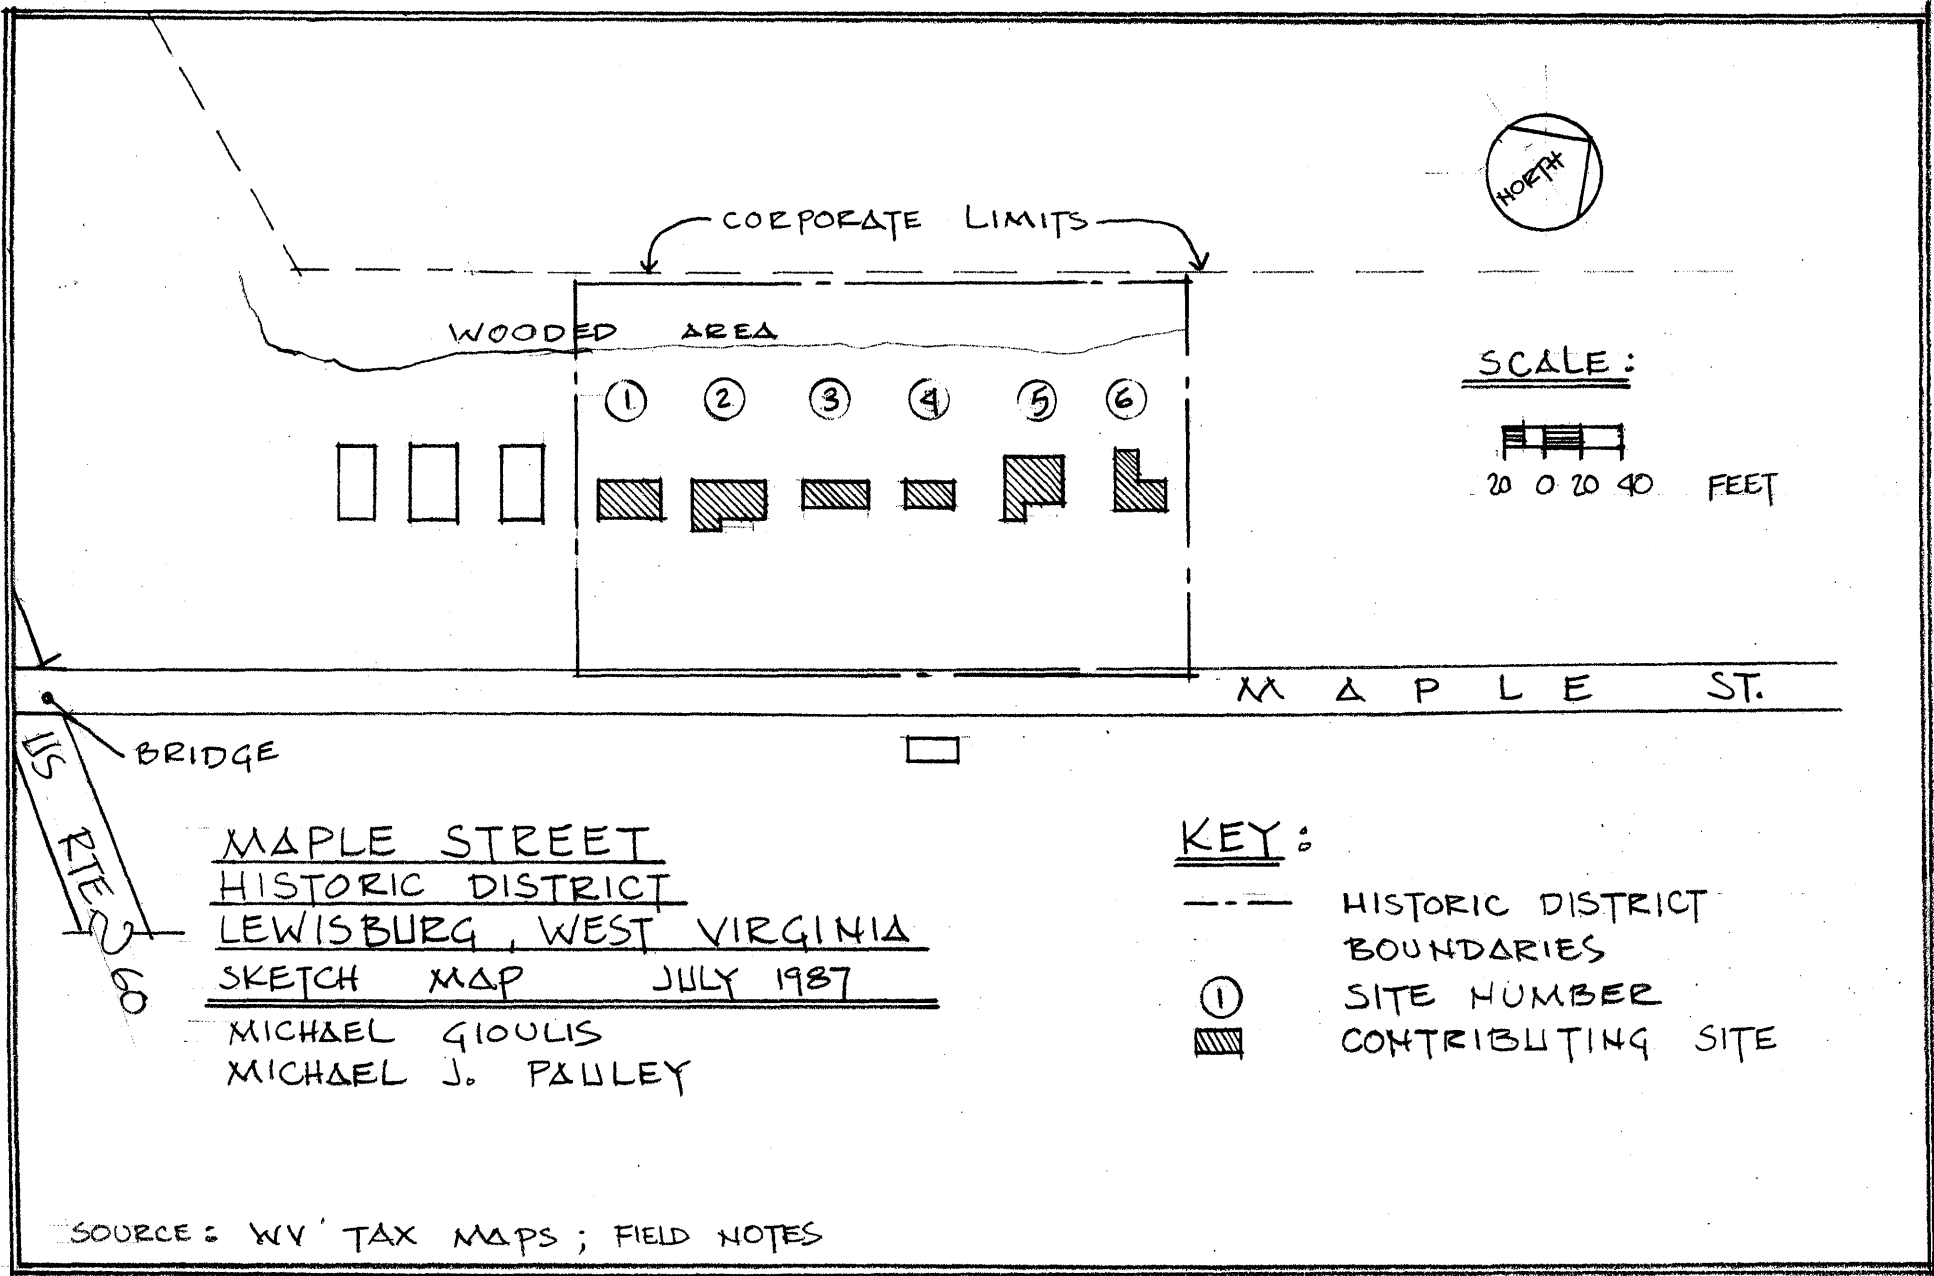 NORTH
CORPORATE LIMITS
WOODED AREA
SCALE:
1 2 3 4 5 6
20 0 20 40 FEET
MAPLE ST.
BRIDGE
US RTE 260
MAPLE STREET
HISTORIC DISTRICT
LEWISBURG, WEST VIRGINIA
SKETCH MAP JULY 1987
MICHAEL GIOULIS
MICHAEL J. PAULEY
KEY:
HISTORIC DISTRICT
BOUNDARIES
1 SITE NUMBER
CONTRIBUTING SITE
SOURCE: WV TAX MAPS; FIELD NOTES